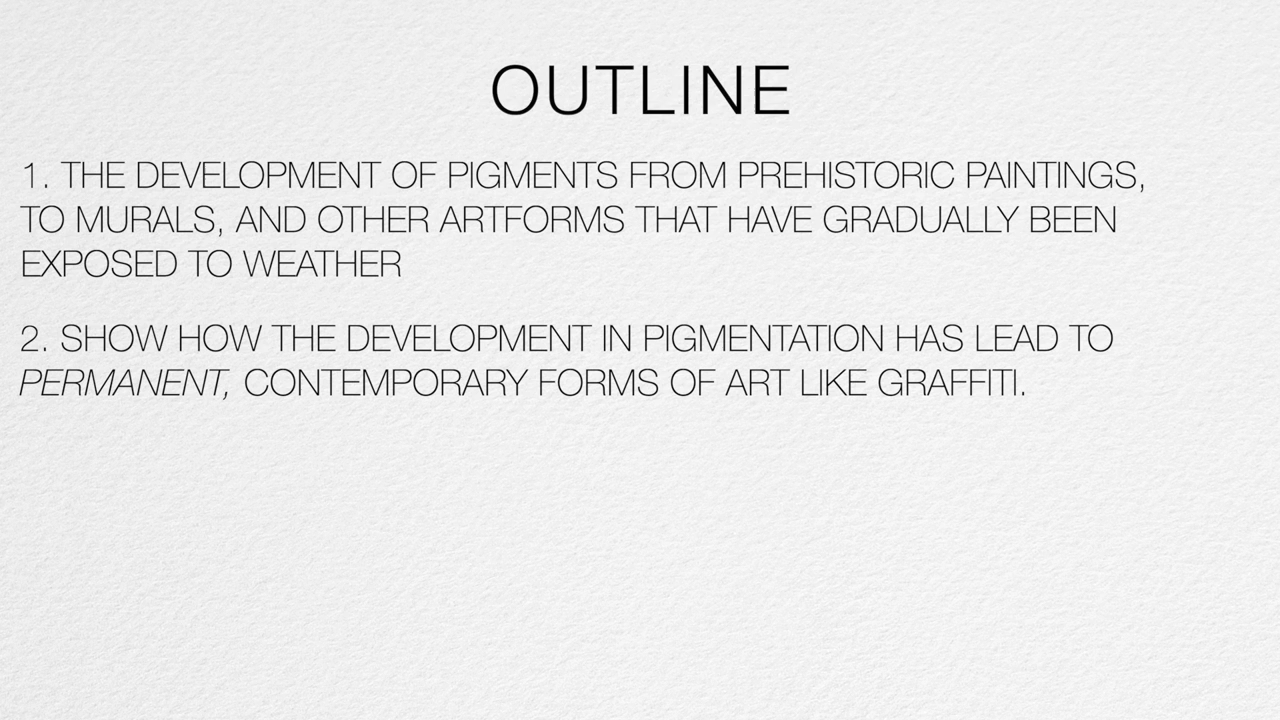 OUTLINE
1. THE DEVELOPMENT OF PIGMENTS FROM PREHISTORIC PAINTINGS,
TO MURALS, AND OTHER ARTFORMS THAT HAVE GRADUALLY BEEN
EXPOSED TO WEATHER
2. SHOW HOW THE DEVELOPMENT IN PIGMENTATION HAS LEAD TO
PERMANENT, CONTEMPORARY FORMS OF ART LIKE GRAFFITI.